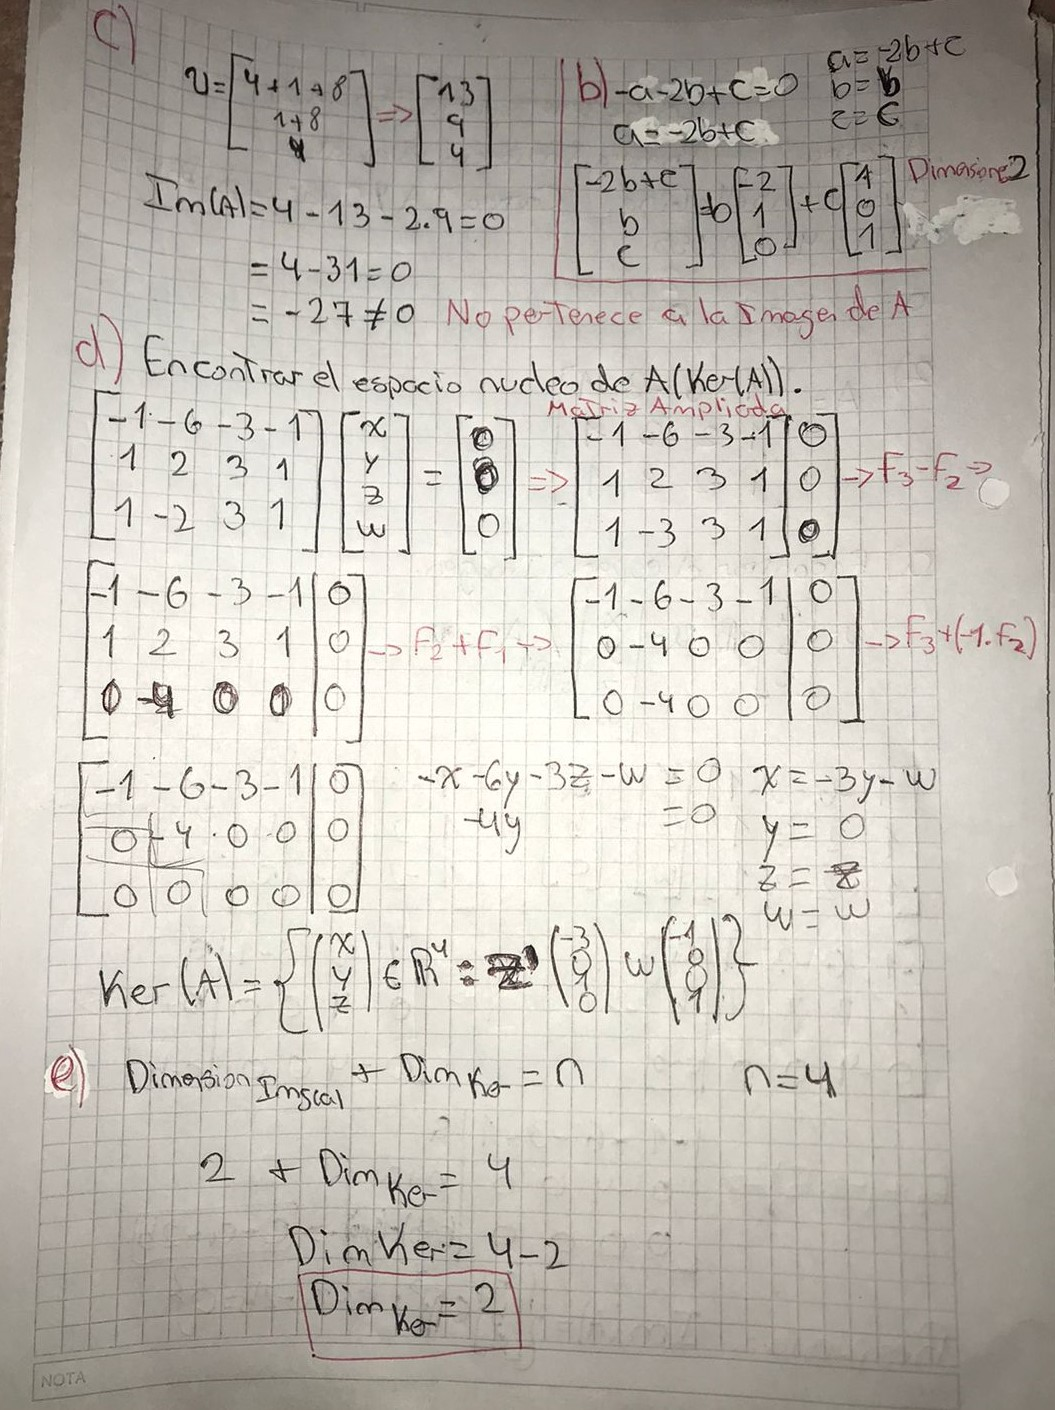 c)
U = [4+1+8 / 1+8 / 4] => [13 / 9 / 4]
Im(A) = 4 - 13 - 2.9 = 0
= 4 - 31 = 0
= -27 ≠ 0 No pertenece a la Imagen de A
b) -a-2b+c=0
a=-2b+c
a=-2b+c
b=b
c=c
[-2b+c / b / c] = b [-2 / 1 / 0] + c [1 / 0 / 1] Dimasione 2
d) Encontrar el espacio nucleo de A (Ker(A)).
Matriz Ampliada
[-1 -6 -3 -1 / 1 2 3 1 / 1 -2 3 1] [x / y / z / w] = [0 / 0 / 0] => [-1 -6 -3 -1 | 0 / 1 2 3 1 | 0 / 1 -3 3 1 | 0] -> F3-F2 ->
[-1 -6 -3 -1 | 0 / 1 2 3 1 | 0 / 0 -4 0 0 | 0] -> F2+F1 -> [-1 -6 -3 -1 | 0 / 0 -4 0 0 | 0 / 0 -4 0 0 | 0] -> F3+(-1.F2)
[-1 -6 -3 -1 | 0 / 0 -4 0 0 | 0 / 0 0 0 0 | 0]
-x-6y-3z-w = 0
-4y = 0
x=-3y-w
y = 0
z = z
w = w
Ker(A) = {(x / y / z) ∈ R^4 : z (-3 / 0 / 1 / 0) w (-1 / 0 / 0 / 1)}
e) Dimension Imagen + Dim Ker = n n=4
2 + Dim Ker = 4
Dim Ker = 4-2
Dim Ker = 2
NOTA